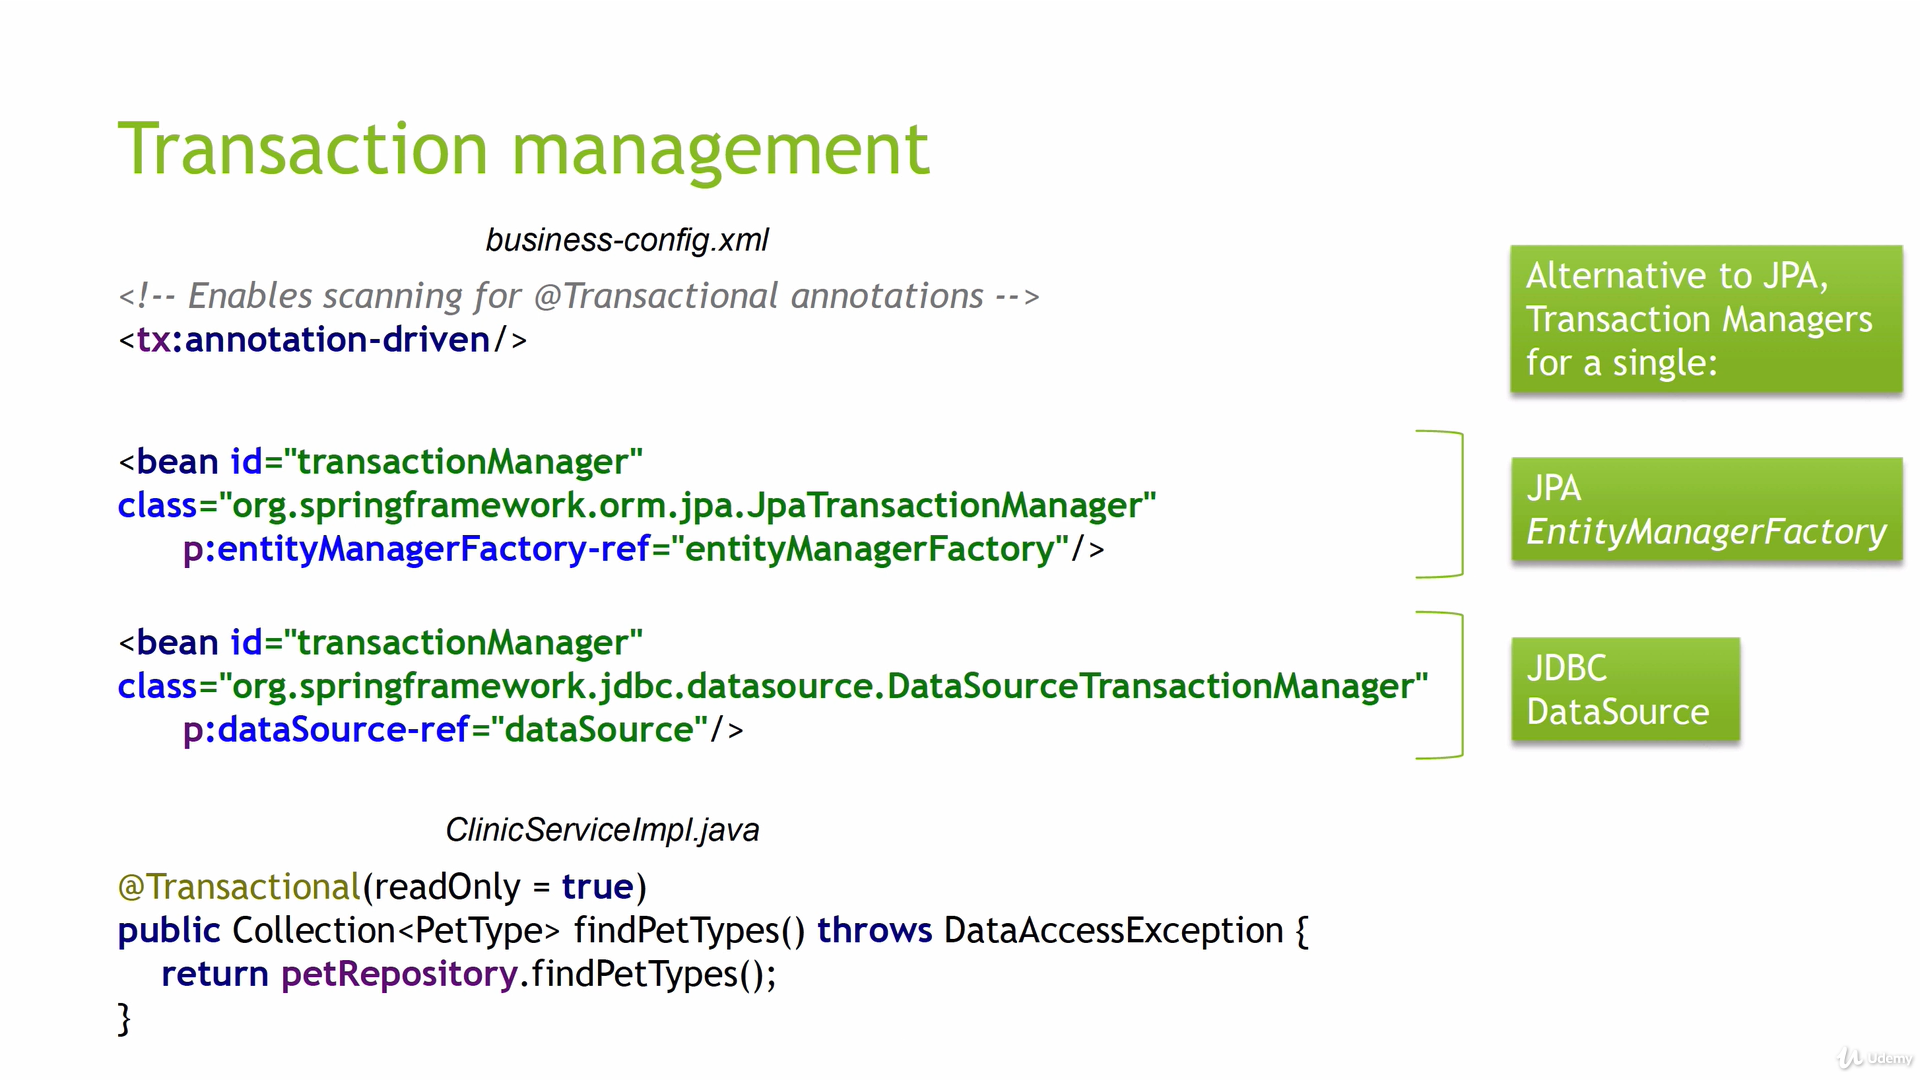 Transaction management
business-config.xml
<!-- Enables scanning for @Transactional annotations -->
<tx:annotation-driven/>
<bean id="transactionManager"
class="org.springframework.orm.jpa.JpaTransactionManager"
p:entityManagerFactory-ref="entityManagerFactory"/>
<bean id="transactionManager"
class="org.springframework.jdbc.datasource.DataSourceTransactionManager"
p:dataSource-ref="dataSource"/>
ClinicServiceImpl.java
@Transactional(readOnly = true)
public Collection<PetType> findPetTypes() throws DataAccessException {
return petRepository.findPetTypes();
}
Alternative to JPA,
Transaction Managers
for a single:
JPA
EntityManagerFactory
JDBC
DataSource
Udemy